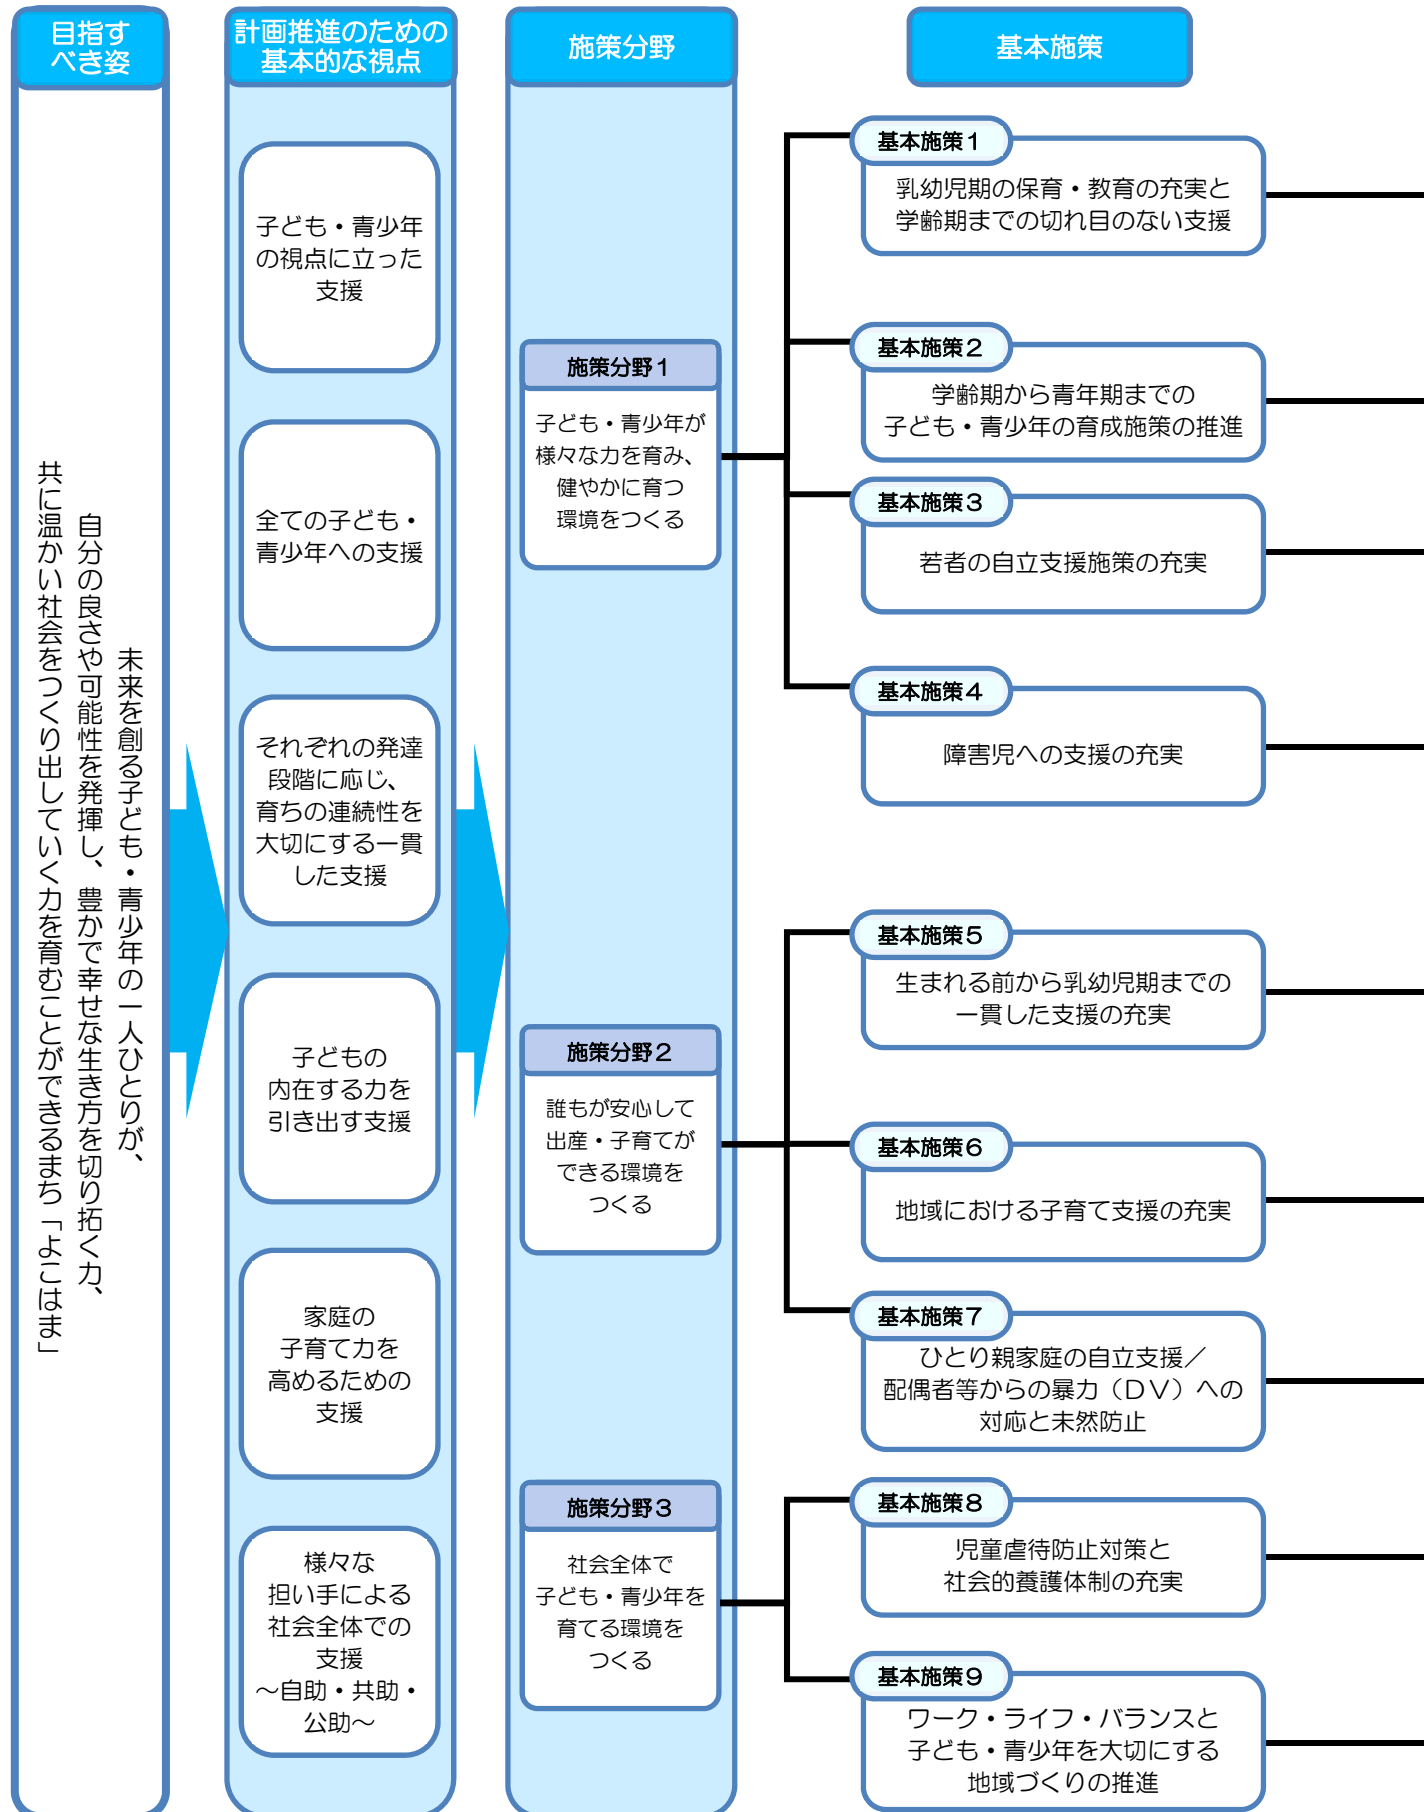 目指す
べき姿
未来を創る子ども・青少年の一人ひとりが、
自分の良さや可能性を発揮し、豊かで幸せな生き方を切り拓く力、
共に温かい社会をつくり出していく力を育むことができるまち「よこはま」
計画推進のための
基本的な視点
子ども・青少年
の視点に立った
支援
全ての子ども・
青少年への支援
それぞれの発達
段階に応じ、
育ちの連続性を
大切にする一貫
した支援
子どもの
内在する力を
引き出す支援
家庭の
子育て力を
高めるための
支援
様々な
担い手による
社会全体での
支援
～自助・共助・
公助～
施策分野
施策分野１
子ども・青少年が
様々な力を育み、
健やかに育つ
環境をつくる
施策分野２
誰もが安心して
出産・子育てが
できる環境を
つくる
施策分野３
社会全体で
子ども・青少年を
育てる環境を
つくる
基本施策
基本施策１
乳幼児期の保育・教育の充実と
学齢期までの切れ目のない支援
基本施策２
学齢期から青年期までの
子ども・青少年の育成施策の推進
基本施策３
若者の自立支援施策の充実
基本施策４
障害児への支援の充実
基本施策５
生まれる前から乳幼児期までの
一貫した支援の充実
基本施策６
地域における子育て支援の充実
基本施策７
ひとり親家庭の自立支援／
配偶者等からの暴力（ＤＶ）への
対応と未然防止
基本施策８
児童虐待防止対策と
社会的養護体制の充実
基本施策９
ワーク・ライフ・バランスと
子ども・青少年を大切にする
地域づくりの推進